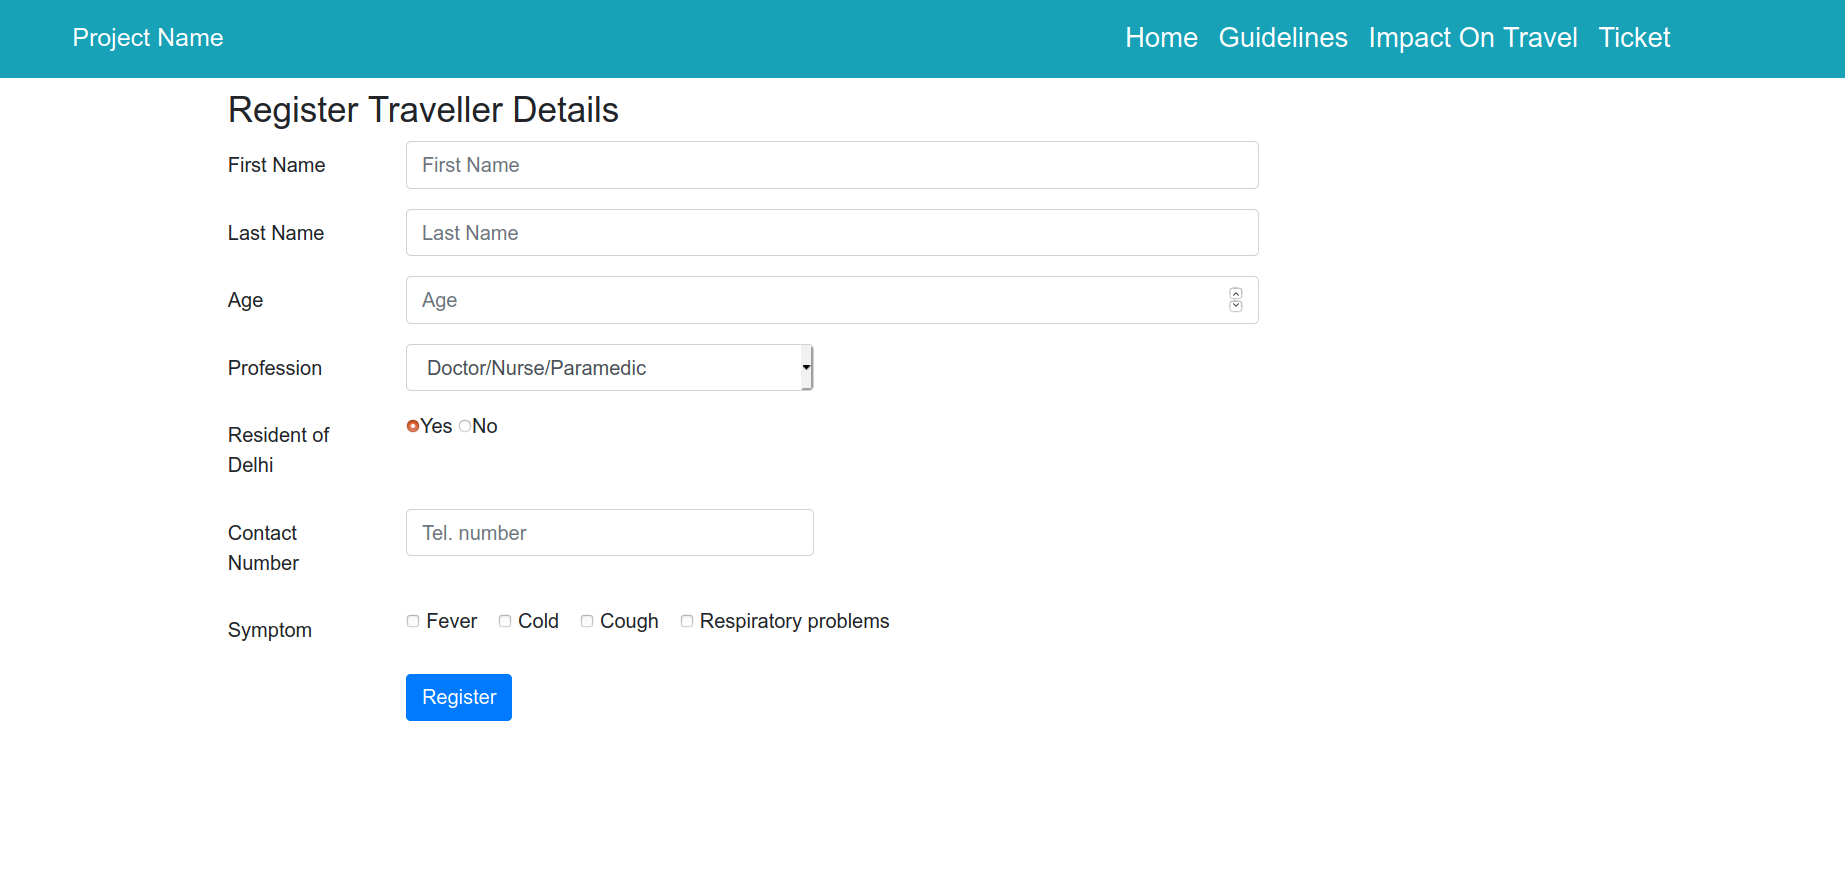 Project Name
Home Guidelines Impact On Travel Ticket
Register Traveller Details
First Name First Name
Last Name Last Name
Age Age
Profession Doctor/Nurse/Paramedic
Resident of Delhi Yes No
Contact Number Tel. number
Symptom Fever Cold Cough Respiratory problems
Register